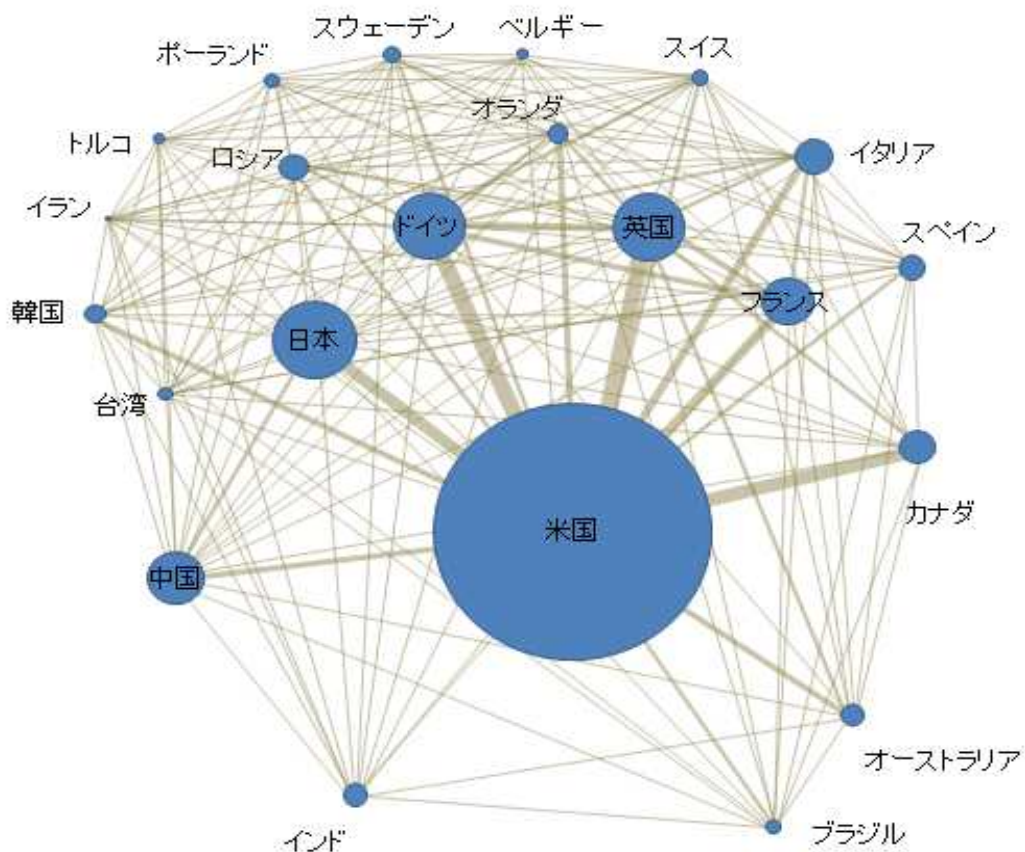 スウェーデン
ベルギー
ポーランド
スイス
オランダ
トルコ
ロシア
イタリア
イラン
ドイツ
英国
スペイン
韓国
日本
フランス
台湾
カナダ
米国
中国
オーストラリア
インド
ブラジル